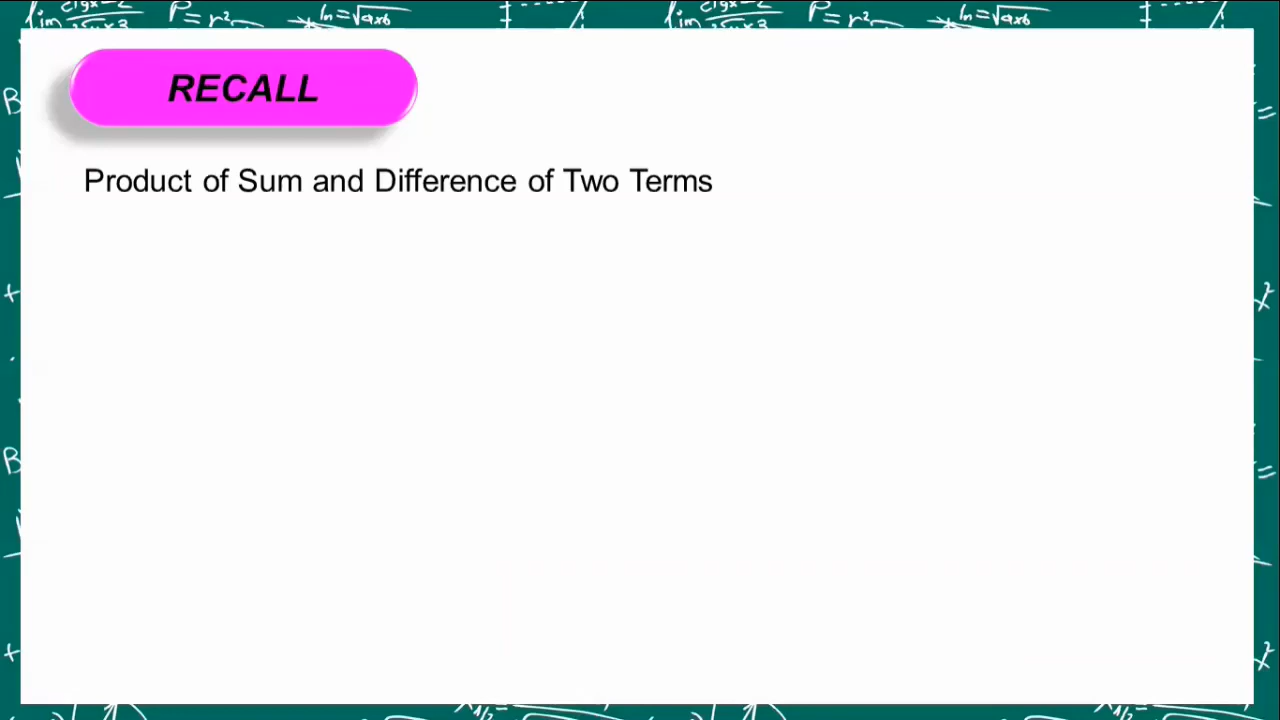 RECALL
Product of Sum and Difference of Two Terms